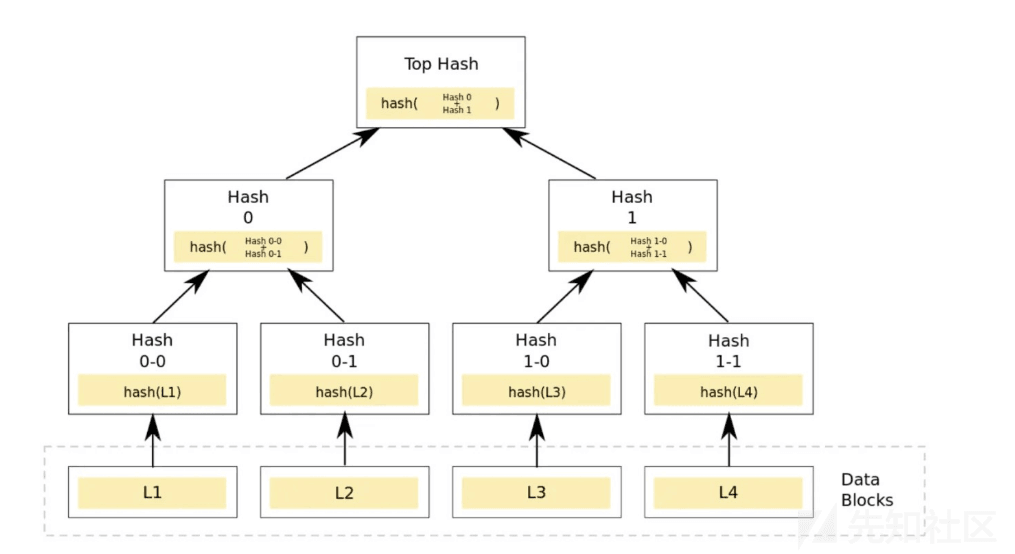 Top Hash
hash( Hash 0 + Hash 1 )
Hash
0
hash( Hash 0-0 + Hash 0-1 )
Hash
1
hash( Hash 1-0 + Hash 1-1 )
Hash
0-0
hash(L1)
Hash
0-1
hash(L2)
Hash
1-0
hash(L3)
Hash
1-1
hash(L4)
L1
L2
L3
L4
Data
Blocks
先知社区